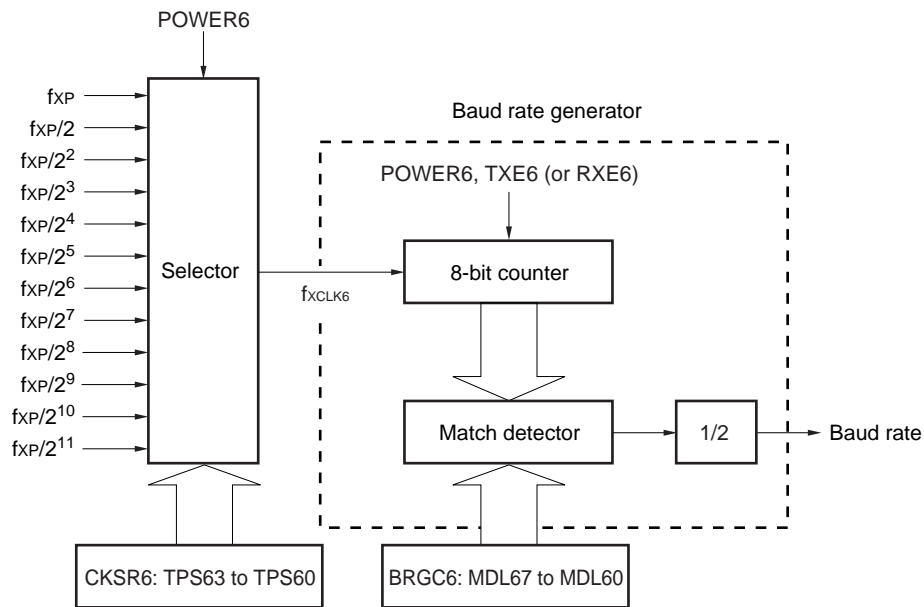 POWER6
fXP
fXP/2
fXP/2²
fXP/2³
fXP/2⁴
fXP/2⁵
fXP/2⁶
fXP/2⁷
fXP/2⁸
fXP/2⁹
fXP/2¹⁰
fXP/2¹¹
Selector
fXCLK6
Baud rate generator
POWER6, TXE6 (or RXE6)
8-bit counter
Match detector
1/2
Baud rate
CKSR6: TPS63 to TPS60
BRGC6: MDL67 to MDL60